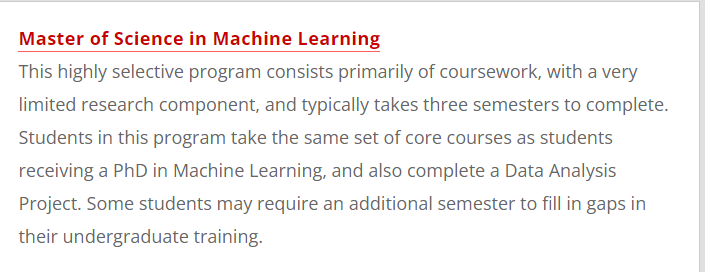 Master of Science in Machine Learning
This highly selective program consists primarily of coursework, with a very
limited research component, and typically takes three semesters to complete.
Students in this program take the same set of core courses as students
receiving a PhD in Machine Learning, and also complete a Data Analysis
Project. Some students may require an additional semester to fill in gaps in
their undergraduate training.